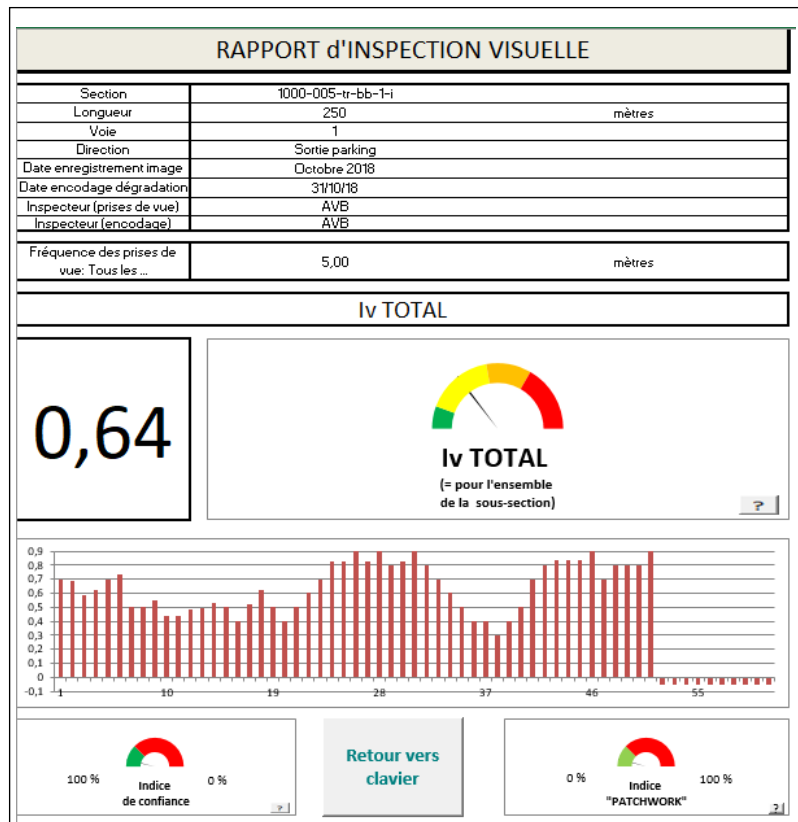 RAPPORT d'INSPECTION VISUELLE
Section 1000-005-tr-bb-1-i
Longueur 250 mètres
Voie 1
Direction Sortie parking
Date enregistrement image Octobre 2018
Date encodage dégradation 31/10/18
Inspecteur (prises de vue) AVB
Inspecteur (encodage) AVB
Fréquence des prises de
vue: Tous les ... 5,00 mètres
Iv TOTAL
0,64
Iv TOTAL
(= pour l'ensemble
de la sous-section)
?
0,9
0,8
0,7
0,6
0,5
0,4
0,3
0,2
0,1
0
-0,1 1 10 19 28 37 46 55
100 % Indice 0 %
de confiance
?
Retour vers
clavier
0 % Indice 100 %
"PATCHWORK"
?